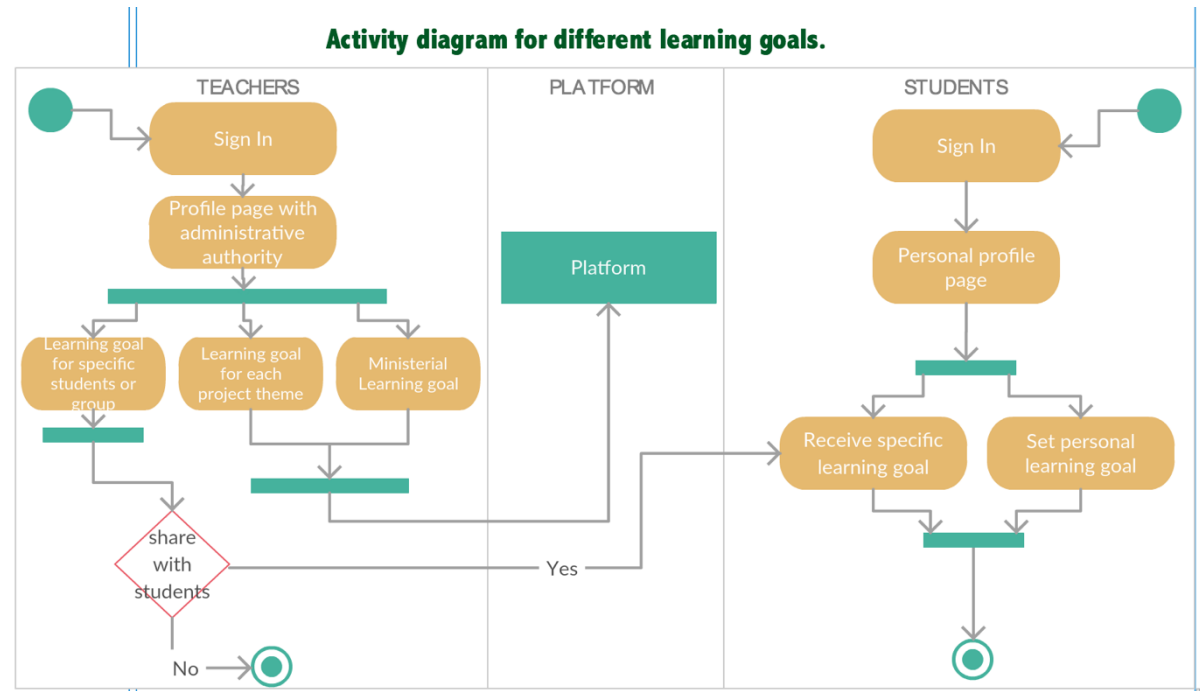 Activity diagram for different learning goals.
TEACHERS
PLATFORM
STUDENTS
Sign In
Profile page with
administrative
authority
Learning goal
for specific
students or
group
Learning goal
for each
project theme
Ministerial
Learning goal
share
with
students
Yes
No
Platform
Sign In
Personal profile
page
Receive specific
learning goal
Set personal
learning goal